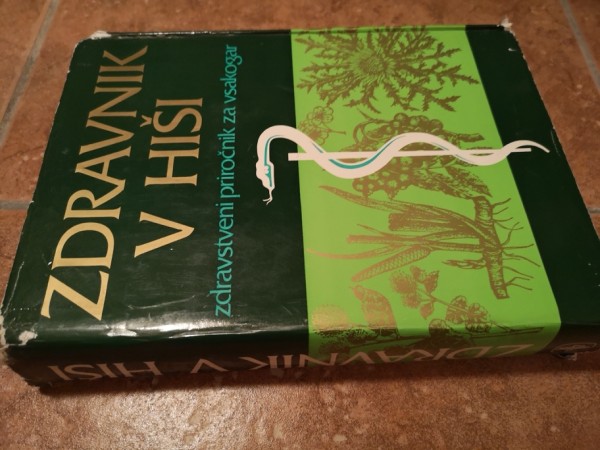 ZDRAVNIK
V HIŠI
zdravstveni priročnik za vsakogar
ZDRAVNIK V HIŠI